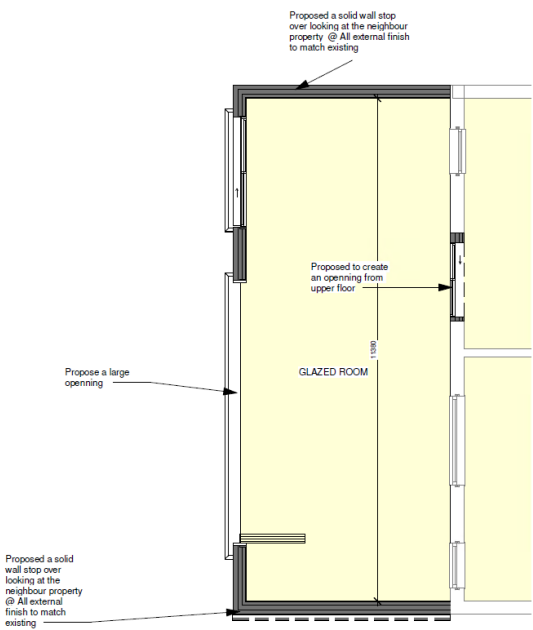 Proposed a solid wall stop
over looking at the neighbour
property @ All external finish
to match existing
Proposed to create
an openning from
upper floor
11380
GLAZED ROOM
Propose a large
openning
Proposed a solid
wall stop over
looking at the
neighbour property
@ All external
finish to match
existing